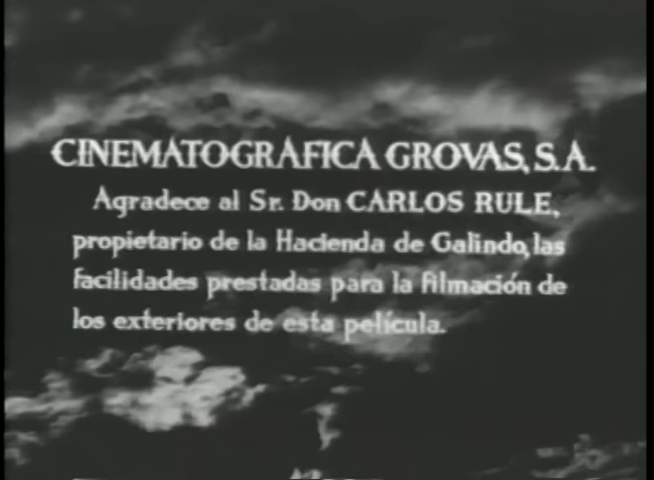 CINEMATOGRAFICA GROVAS, S.A.
Agradece al Sr. Don CARLOS RULE,
propietario de la Hacienda de Galindo, las
facilidades prestadas para la filmación de
los exteriores de esta película.